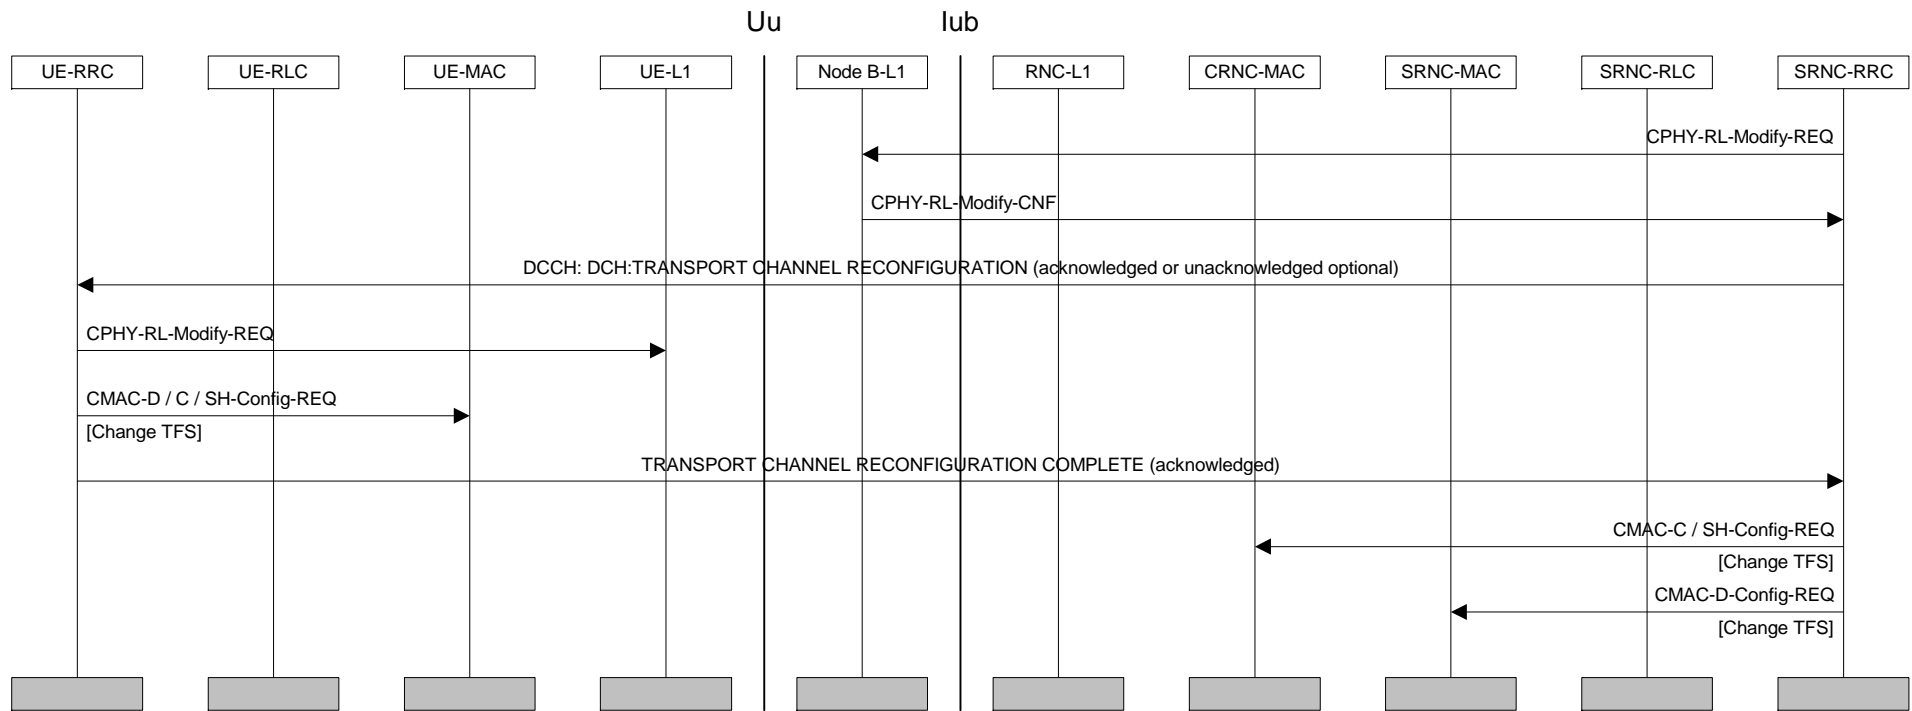 Uu
Iub
UE-RRC
UE-RLC
UE-MAC
UE-L1
Node B-L1
RNC-L1
CRNC-MAC
SRNC-MAC
SRNC-RLC
SRNC-RRC
CPHY-RL-Modify-REQ
CPHY-RL-Modify-CNF
DCCH: DCH:TRANSPORT CHANNEL RECONFIGURATION (acknowledged or unacknowledged optional)
CPHY-RL-Modify-REQ
CMAC-D / C / SH-Config-REQ
[Change TFS]
TRANSPORT CHANNEL RECONFIGURATION COMPLETE (acknowledged)
CMAC-C / SH-Config-REQ
[Change TFS]
CMAC-D-Config-REQ
[Change TFS]